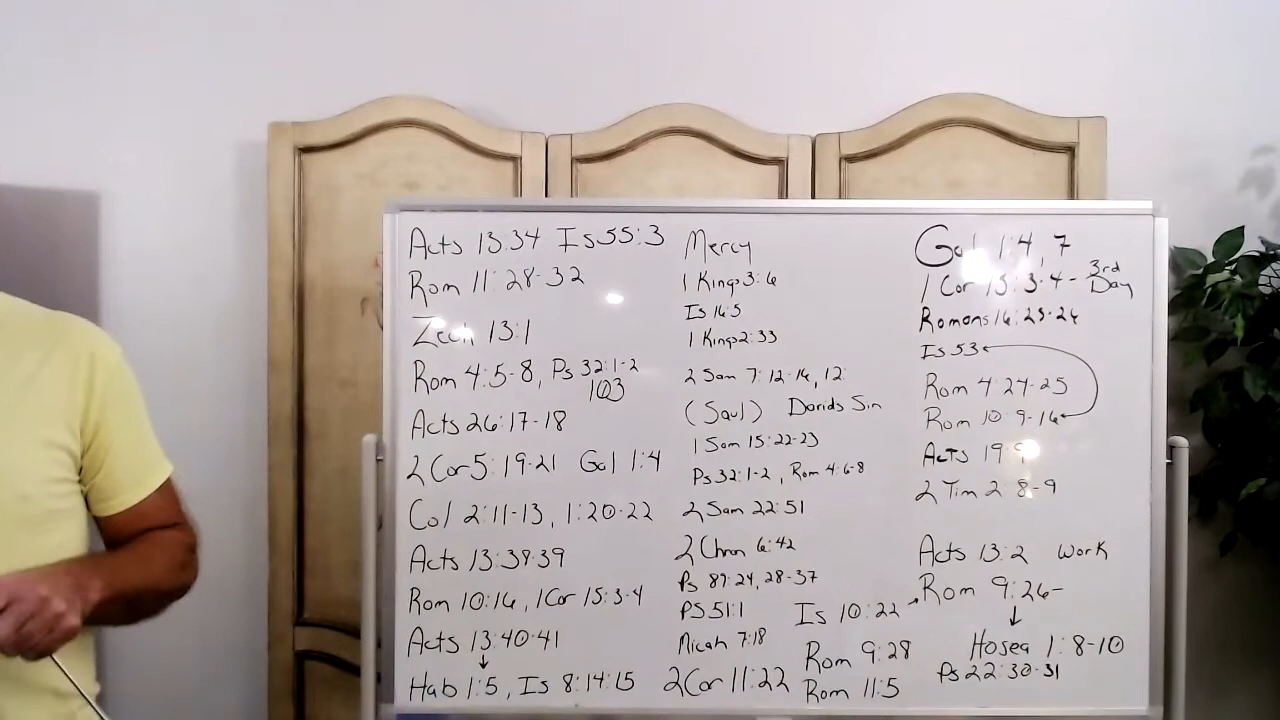 Acts 13:34 Is 55:3
Rom 11:28-32
Zech 13:1
Rom 4:5-8, Ps 32:1-2
103
Acts 26:17-18
2 Cor 5:19-21 Gal 1:4
Col 2:11-13, 1:20-22
Acts 13:38-39
Rom 10:16, 1 Cor 15:3-4
Acts 13:40-41
↓
Hab 1:5, Is 8:14-15
Mercy
1 Kings 3:6
Is 16:5
1 Kings 2:33
2 Sam 7:12-16, 12
(Saul) Davids Sin
1 Sam 15:22-23
Ps 32:1-2, Rom 4:6-8
2 Sam 22:51
2 Chron 6:42
Ps 89:24, 28-37
PS 51:1
Micah 7:18
2 Cor 11:22
Is 10:22 →
Rom 9:28
Rom 11:5
Gal 1:4, 7
1 Cor 15:3-4 - 3rd Day
Romans 16:25-26
Is 53
Rom 4:24-25
Rom 10:9-16
Acts 19:9
2 Tim 2:8-9
Acts 13:2 work
Rom 9:26-
↓
Hosea 1:8-10
Ps 22:30-31